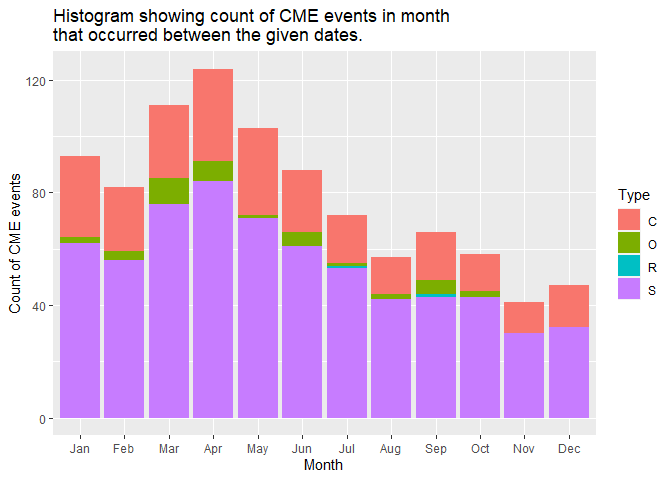 Histogram showing count of CME events in month
that occurred between the given dates.
Count of CME events
120
80
40
0
Jan Feb Mar Apr May Jun Jul Aug Sep Oct Nov Dec
Month
Type
C
O
R
S